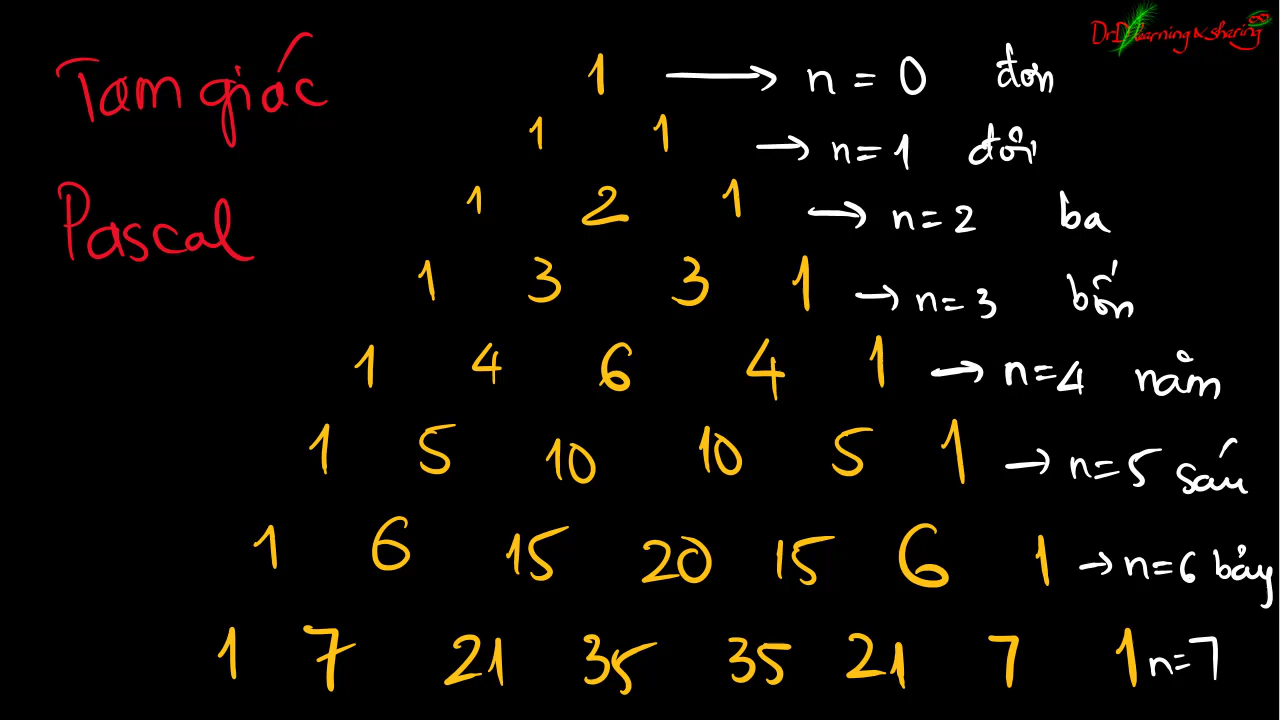 Dr.D learning & sharing
Tam giác
Pascal
1 → n = 0 đơn
1 1 → n = 1 đôi
1 2 1 → n = 2 ba
1 3 3 1 → n = 3 bốn
1 4 6 4 1 → n = 4 năm
1 5 10 10 5 1 → n = 5 sáu
1 6 15 20 15 6 1 → n = 6 bảy
1 7 21 35 35 21 7 1 n = 7